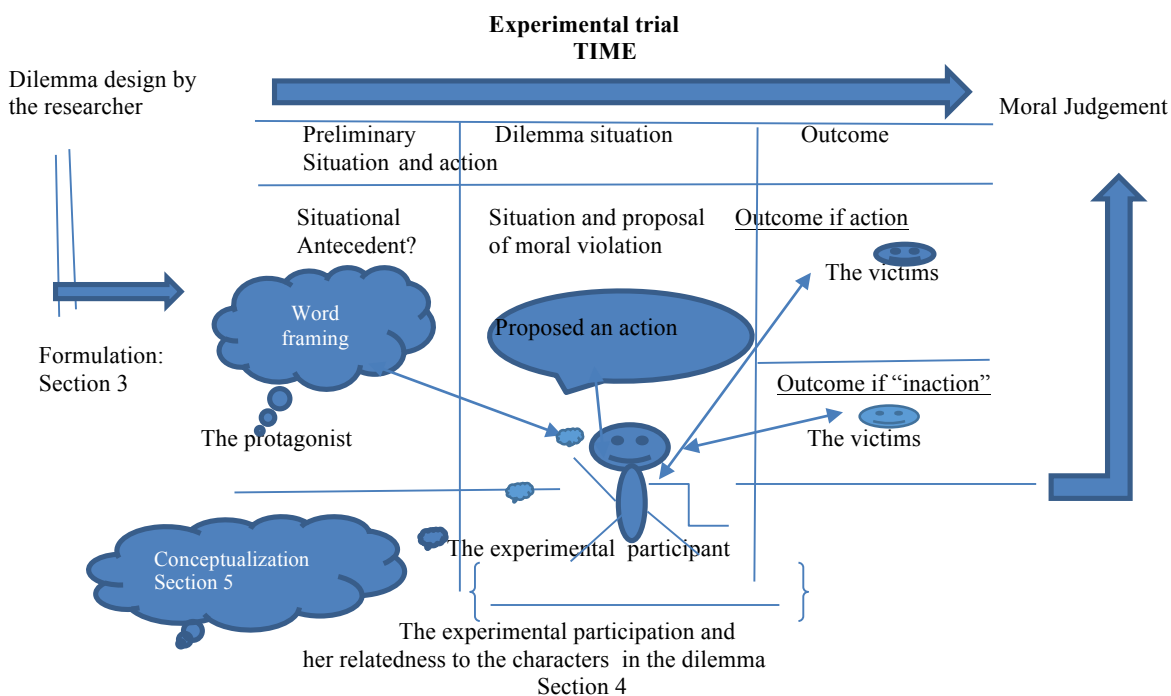 Experimental trial
TIME
Dilemma design by
the researcher
Moral Judgement
Preliminary
Situation and action
Dilemma situation
Outcome
Situational
Antecedent?
Situation and proposal
of moral violation
Outcome if action
The victims
Word
framing
Proposed an action
Formulation:
Section 3
Outcome if “inaction”
The victims
The protagonist
The experimental participant
Conceptualization
Section 5
The experimental participation and
her relatedness to the characters in the dilemma
Section 4